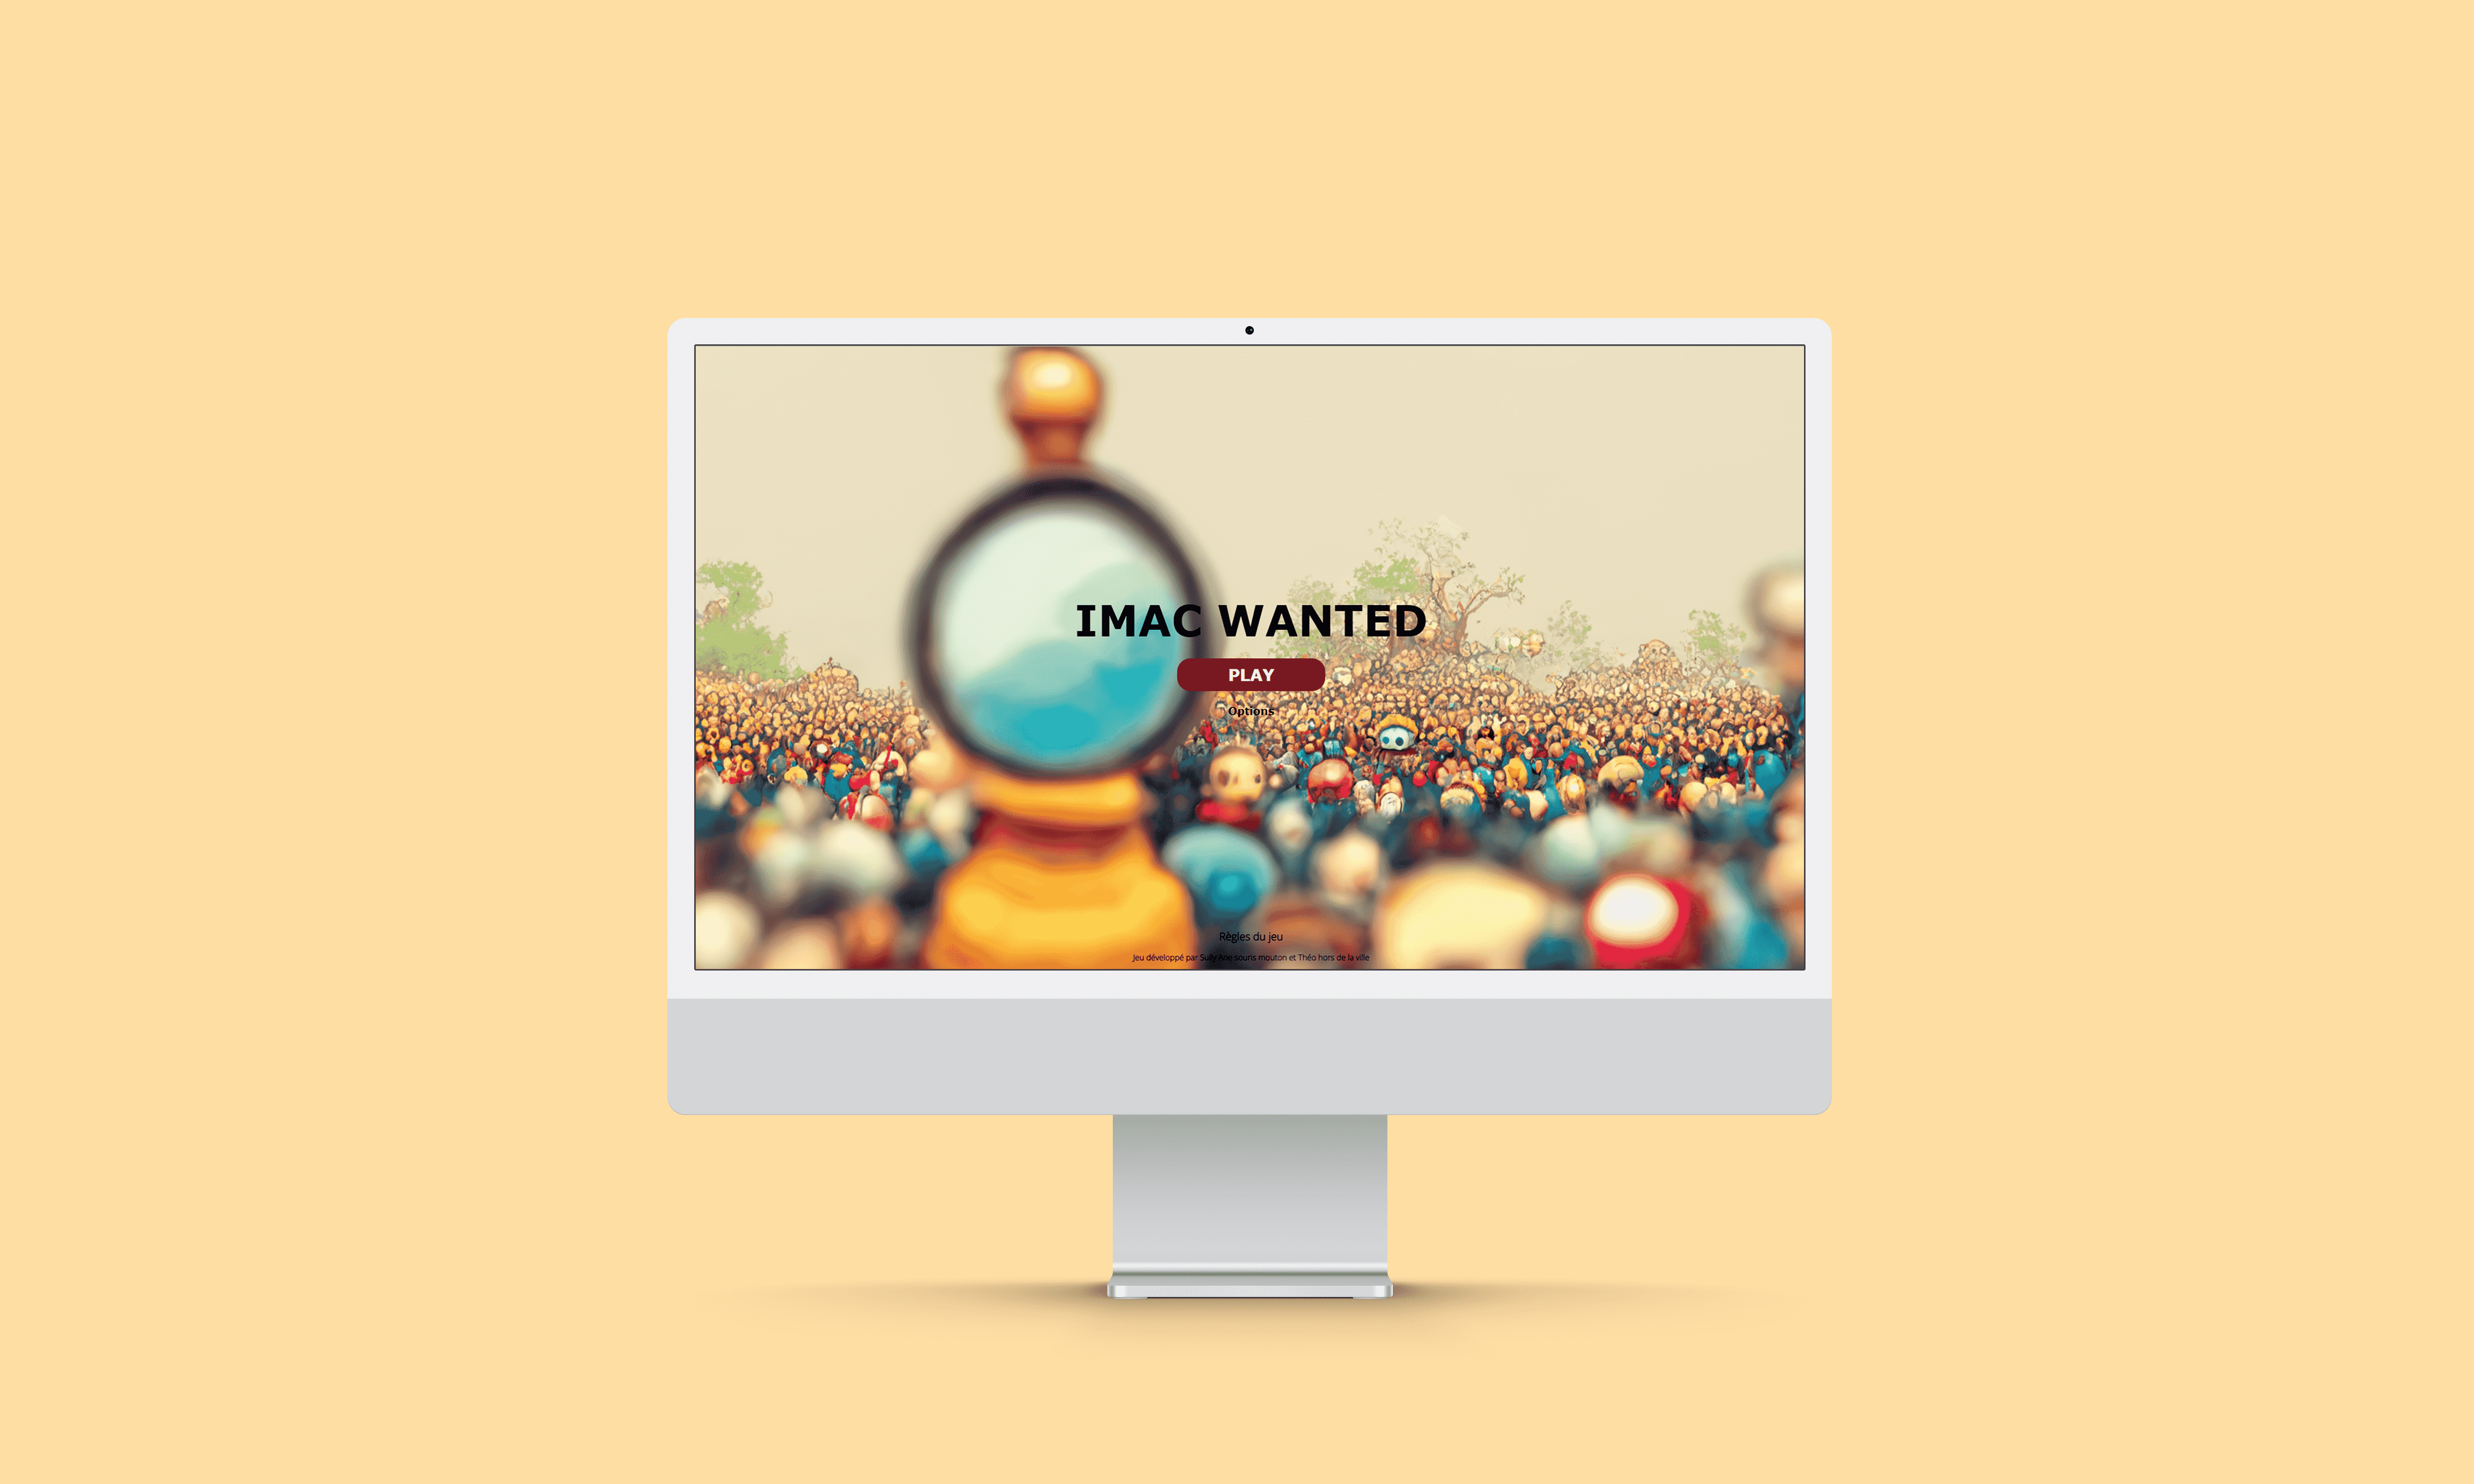 IMAC WANTED
PLAY
Options
Règles du jeu
Jeu développé par Sully Ane souris mouton et Théo hors de la ville